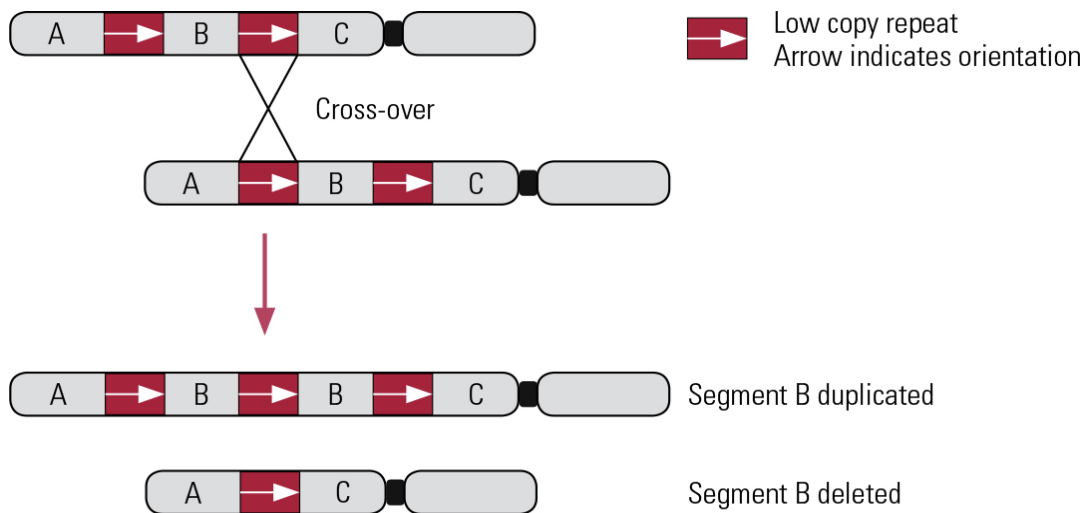 A B C
Low copy repeat
Arrow indicates orientation
Cross-over
A B C
A B B C
Segment B duplicated
A C
Segment B deleted